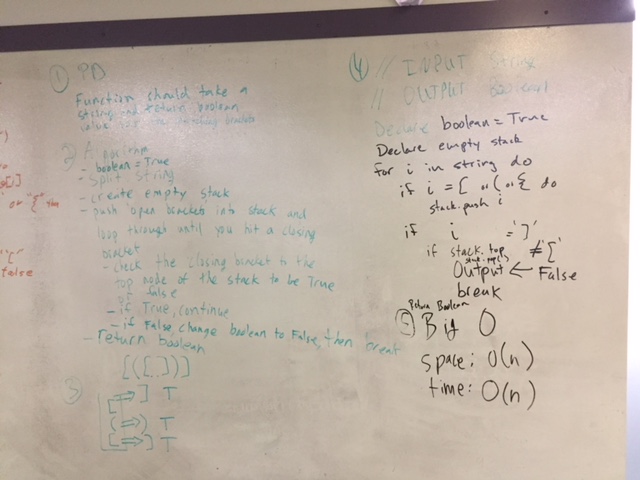 ① PD
Function should take a
string and return boolean
value for the matching brackets
2) Algorithm
- boolean = True
- split string
- create empty stack
- push open brackets into stack and
loop through until you hit a closing
bracket
- check the closing bracket to the
top node of the stack to be True
or false
- if True, continue
- if False, change boolean to False, then break
- return boolean
[([..])]
③
[ => ] T
( => ) T
[ => ] T
④ // INPUT String
// OUTPUT Boolean
Declare boolean = True
Declare empty stack
for i in string do
if i = [ or ( or { do
stack.push i
if i = ']'
if stack.top ≠ '['
stack.pop()
Output ← False
break
Return Boolean
⑤ Big O
space: O(n)
time: O(n)
or "{"
false